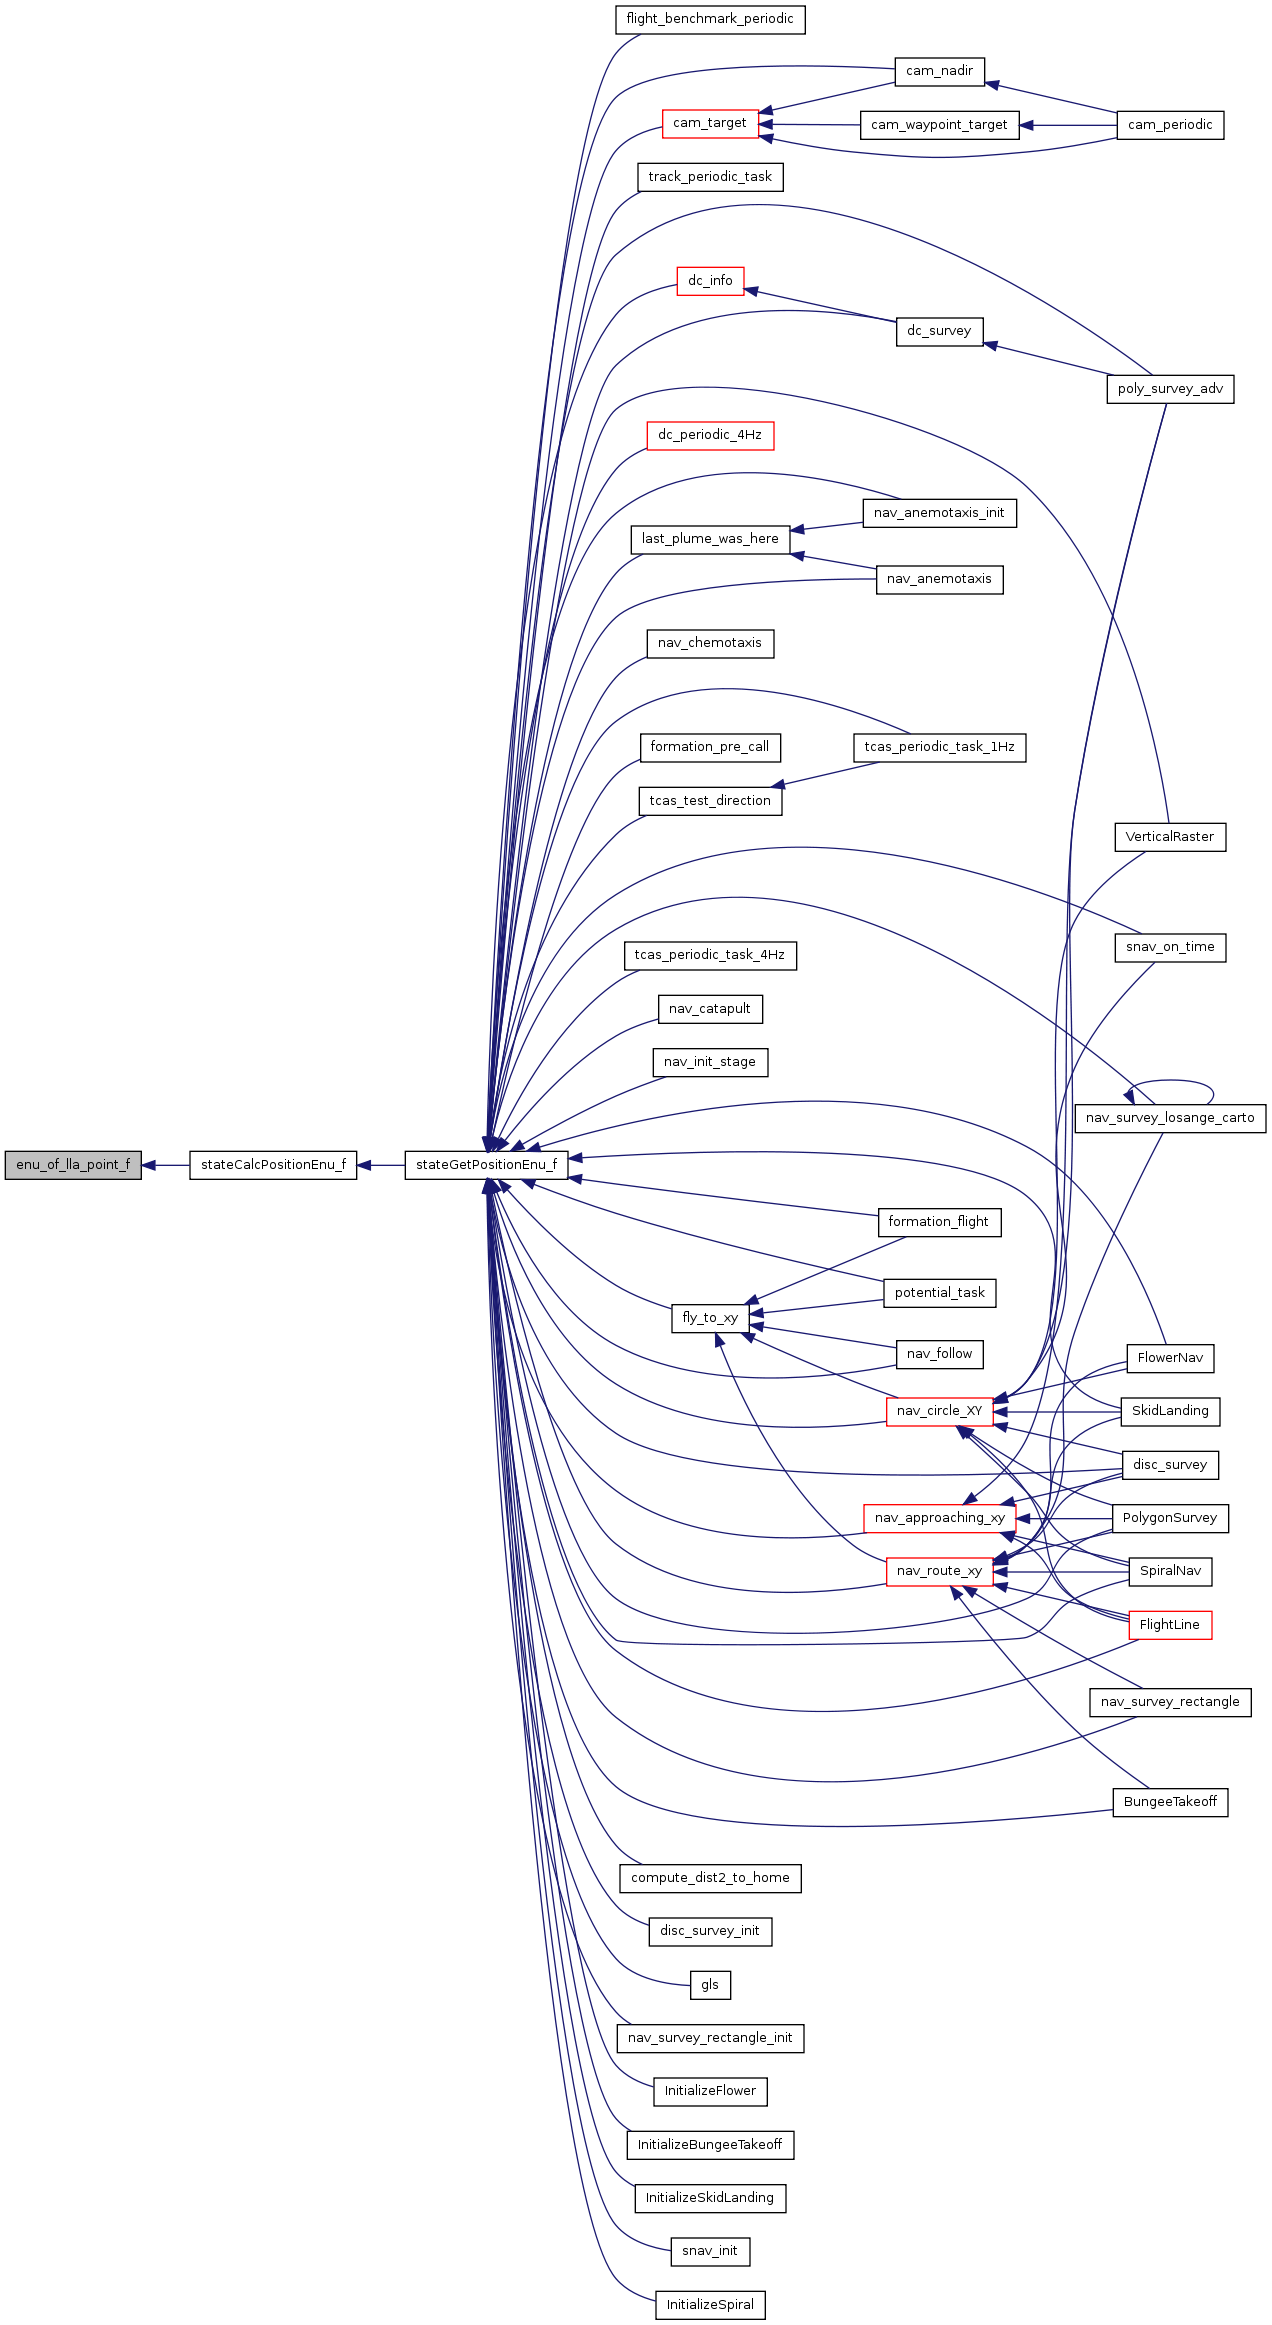 flight_benchmark_periodic
cam_nadir
cam_target
cam_waypoint_target
cam_periodic
track_periodic_task
dc_info
dc_survey
poly_survey_adv
dc_periodic_4Hz
nav_anemotaxis_init
last_plume_was_here
nav_anemotaxis
nav_chemotaxis
formation_pre_call
tcas_periodic_task_1Hz
tcas_test_direction
VerticalRaster
snav_on_time
tcas_periodic_task_4Hz
nav_catapult
nav_init_stage
nav_survey_losange_carto
enu_of_lla_point_f
stateCalcPositionEnu_f
stateGetPositionEnu_f
formation_flight
potential_task
fly_to_xy
nav_follow
FlowerNav
nav_circle_XY
SkidLanding
disc_survey
nav_approaching_xy
PolygonSurvey
nav_route_xy
SpiralNav
FlightLine
nav_survey_rectangle
BungeeTakeoff
compute_dist2_to_home
disc_survey_init
gls
nav_survey_rectangle_init
InitializeFlower
InitializeBungeeTakeoff
InitializeSkidLanding
snav_init
InitializeSpiral